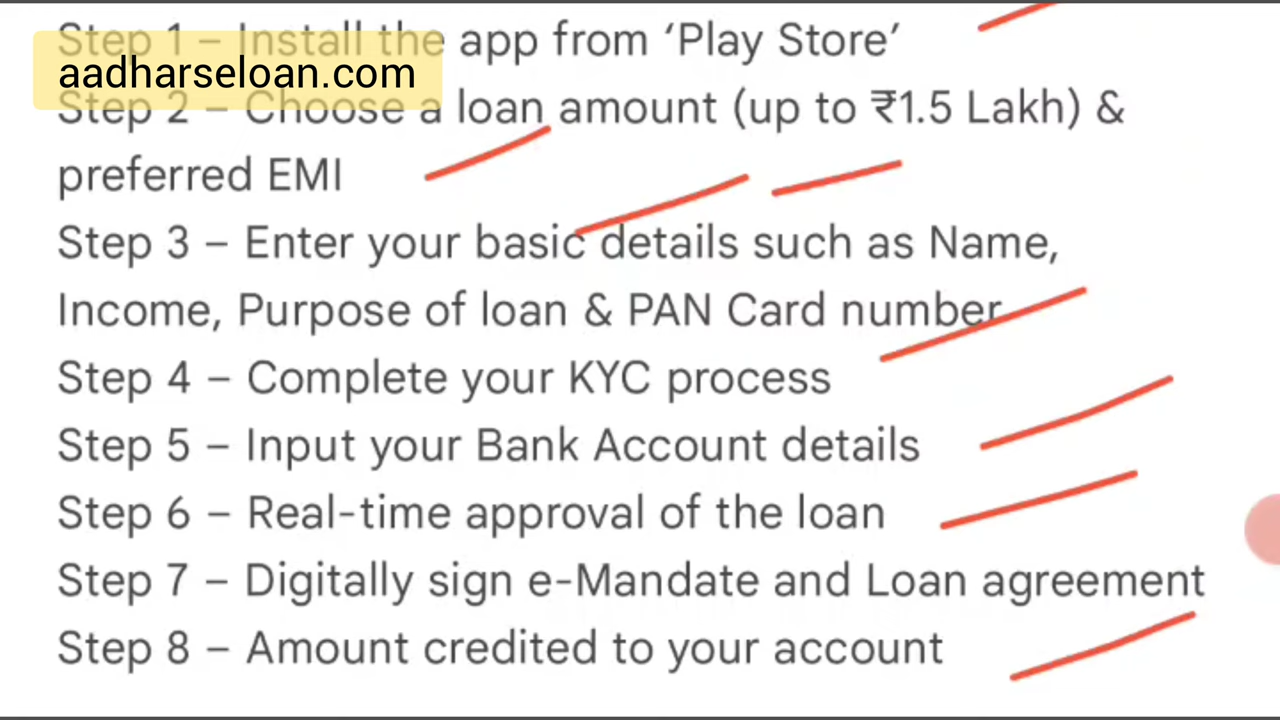 Step 1 – Install the app from ‘Play Store’
aadharseloan.com
Step 2 – Choose a loan amount (up to ₹1.5 Lakh) &
preferred EMI
Step 3 – Enter your basic details such as Name,
Income, Purpose of loan & PAN Card number
Step 4 – Complete your KYC process
Step 5 – Input your Bank Account details
Step 6 – Real-time approval of the loan
Step 7 – Digitally sign e-Mandate and Loan agreement
Step 8 – Amount credited to your account